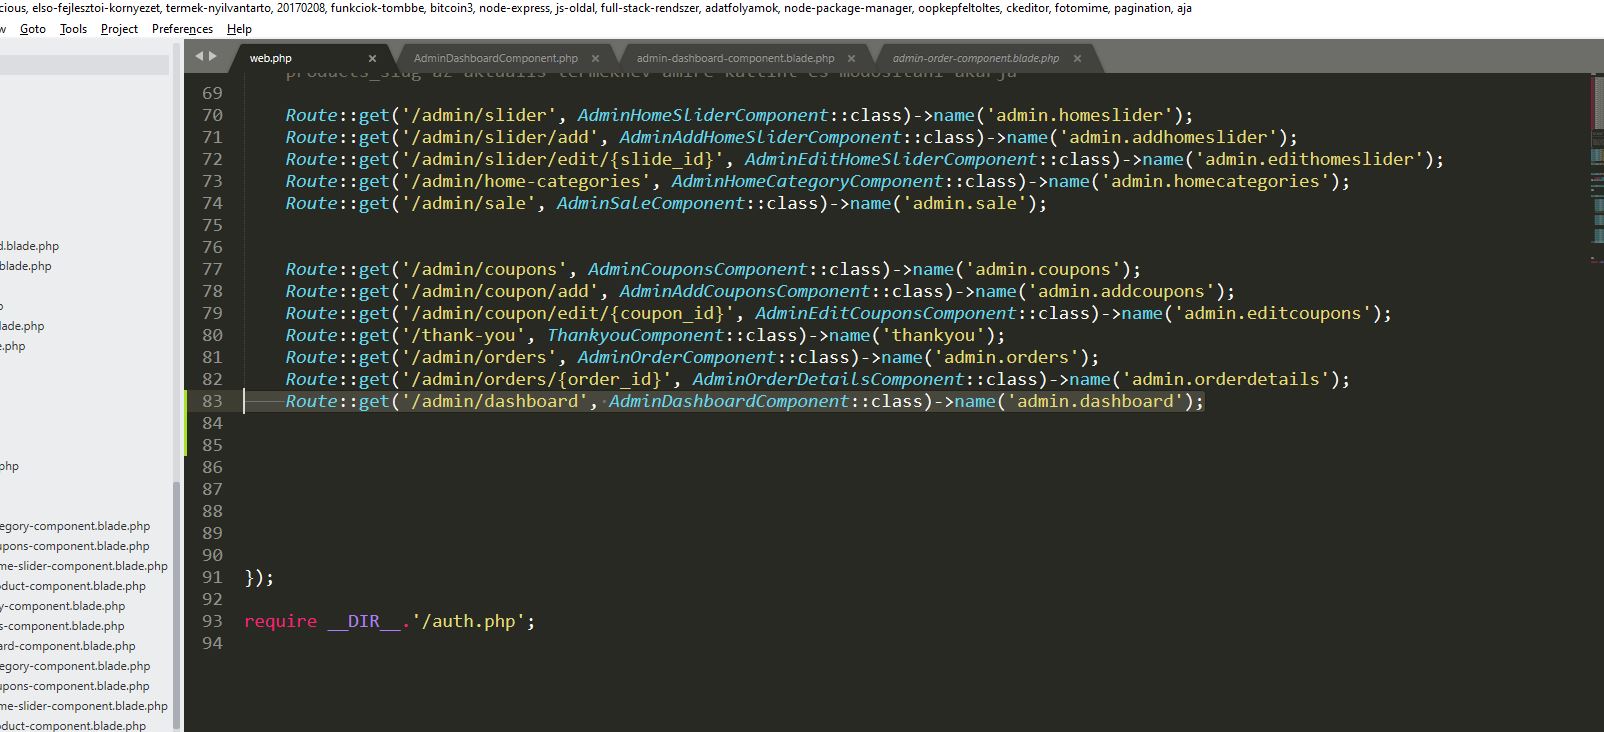 cious, elso-fejlesztoi-kornyezet, termek-nyilvantarto, 20170208, funkciok-tombbe, bitcoin3, node-express, js-oldal, full-stack-rendszer, adatfolyamok, node-package-manager, oopkepfeltoltes, ckeditor, fotomime, pagination, aja
w Goto Tools Project Preferences Help
web.php × AdminDashboardComponent.php × admin-dashboard-component.blade.php × admin-order-component.blade.php ×
products_slug az aktuális terméknév amire kattint és módosítani akarja
69
70 Route::get('/admin/slider', AdminHomeSliderComponent::class)->name('admin.homeslider');
71 Route::get('/admin/slider/add', AdminAddHomeSliderComponent::class)->name('admin.addhomeslider');
72 Route::get('/admin/slider/edit/{slide_id}', AdminEditHomeSliderComponent::class)->name('admin.edithomeslider');
73 Route::get('/admin/home-categories', AdminHomeCategoryComponent::class)->name('admin.homecategories');
74 Route::get('/admin/sale', AdminSaleComponent::class)->name('admin.sale');
75
76
77 Route::get('/admin/coupons', AdminCouponsComponent::class)->name('admin.coupons');
78 Route::get('/admin/coupon/add', AdminAddCouponsComponent::class)->name('admin.addcoupons');
79 Route::get('/admin/coupon/edit/{coupon_id}', AdminEditCouponsComponent::class)->name('admin.editcoupons');
80 Route::get('/thank-you', ThankyouComponent::class)->name('thankyou');
81 Route::get('/admin/orders', AdminOrderComponent::class)->name('admin.orders');
82 Route::get('/admin/orders/{order_id}', AdminOrderDetailsComponent::class)->name('admin.orderdetails');
83 Route::get('/admin/dashboard', AdminDashboardComponent::class)->name('admin.dashboard');
84
85
86
87
88
89
90
91 });
92
93 require __DIR__.'/auth.php';
94
d.blade.php
blade.php
lade.php
e.php
php
egory-component.blade.php
upons-component.blade.php
me-slider-component.blade.php
duct-component.blade.php
y-component.blade.php
s-component.blade.php
ard-component.blade.php
egory-component.blade.php
upons-component.blade.php
me-slider-component.blade.php
duct-component.blade.php